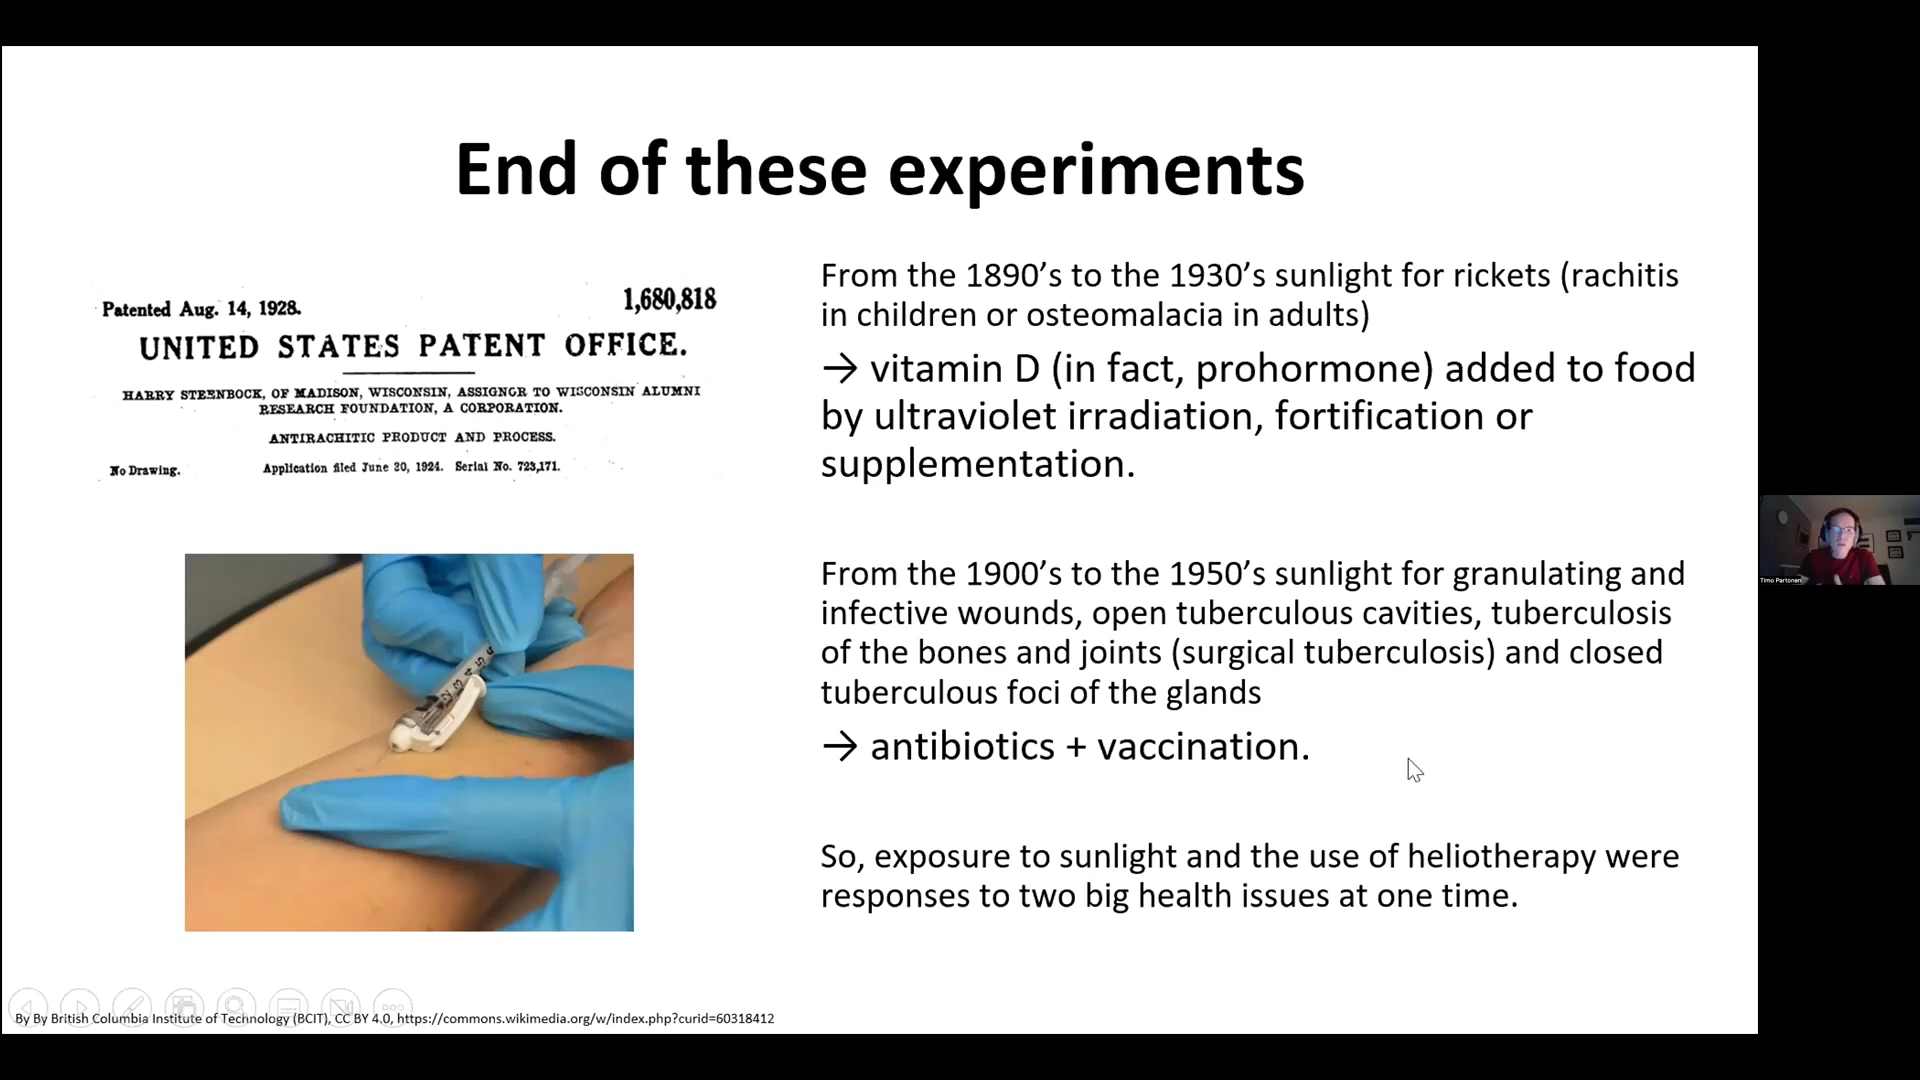 End of these experiments
Patented Aug. 14, 1928.
1,680,818
UNITED STATES PATENT OFFICE.
HARRY STEENBOCK, OF MADISON, WISCONSIN, ASSIGNOR TO WISCONSIN ALUMNI
RESEARCH FOUNDATION, A CORPORATION.
ANTIRACHITIC PRODUCT AND PROCESS.
No Drawing.
Application filed June 30, 1924. Serial No. 723,171.
From the 1890’s to the 1930’s sunlight for rickets (rachitis
in children or osteomalacia in adults)
→ vitamin D (in fact, prohormone) added to food
by ultraviolet irradiation, fortification or
supplementation.
From the 1900’s to the 1950’s sunlight for granulating and
infective wounds, open tuberculous cavities, tuberculosis
of the bones and joints (surgical tuberculosis) and closed
tuberculous foci of the glands
→ antibiotics + vaccination.
So, exposure to sunlight and the use of heliotherapy were
responses to two big health issues at one time.
By By British Columbia Institute of Technology (BCIT), CC BY 4.0, https://commons.wikimedia.org/w/index.php?curid=60318412
Timo Partonen